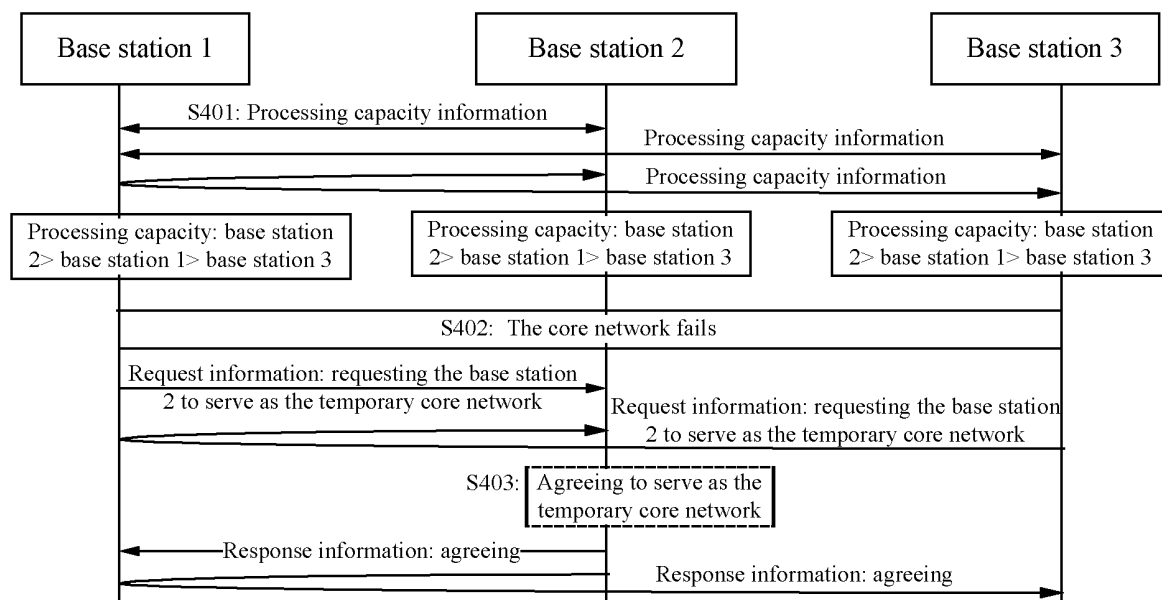 Base station 1
Base station 2
Base station 3
S401: Processing capacity information
Processing capacity information
Processing capacity information
Processing capacity: base station
2> base station 1> base station 3
Processing capacity: base station
2> base station 1> base station 3
Processing capacity: base station
2> base station 1> base station 3
S402: The core network fails
Request information: requesting the base station
2 to serve as the temporary core network
Request information: requesting the base station
2 to serve as the temporary core network
S403:
Agreeing to serve as the
temporary core network
Response information: agreeing
Response information: agreeing